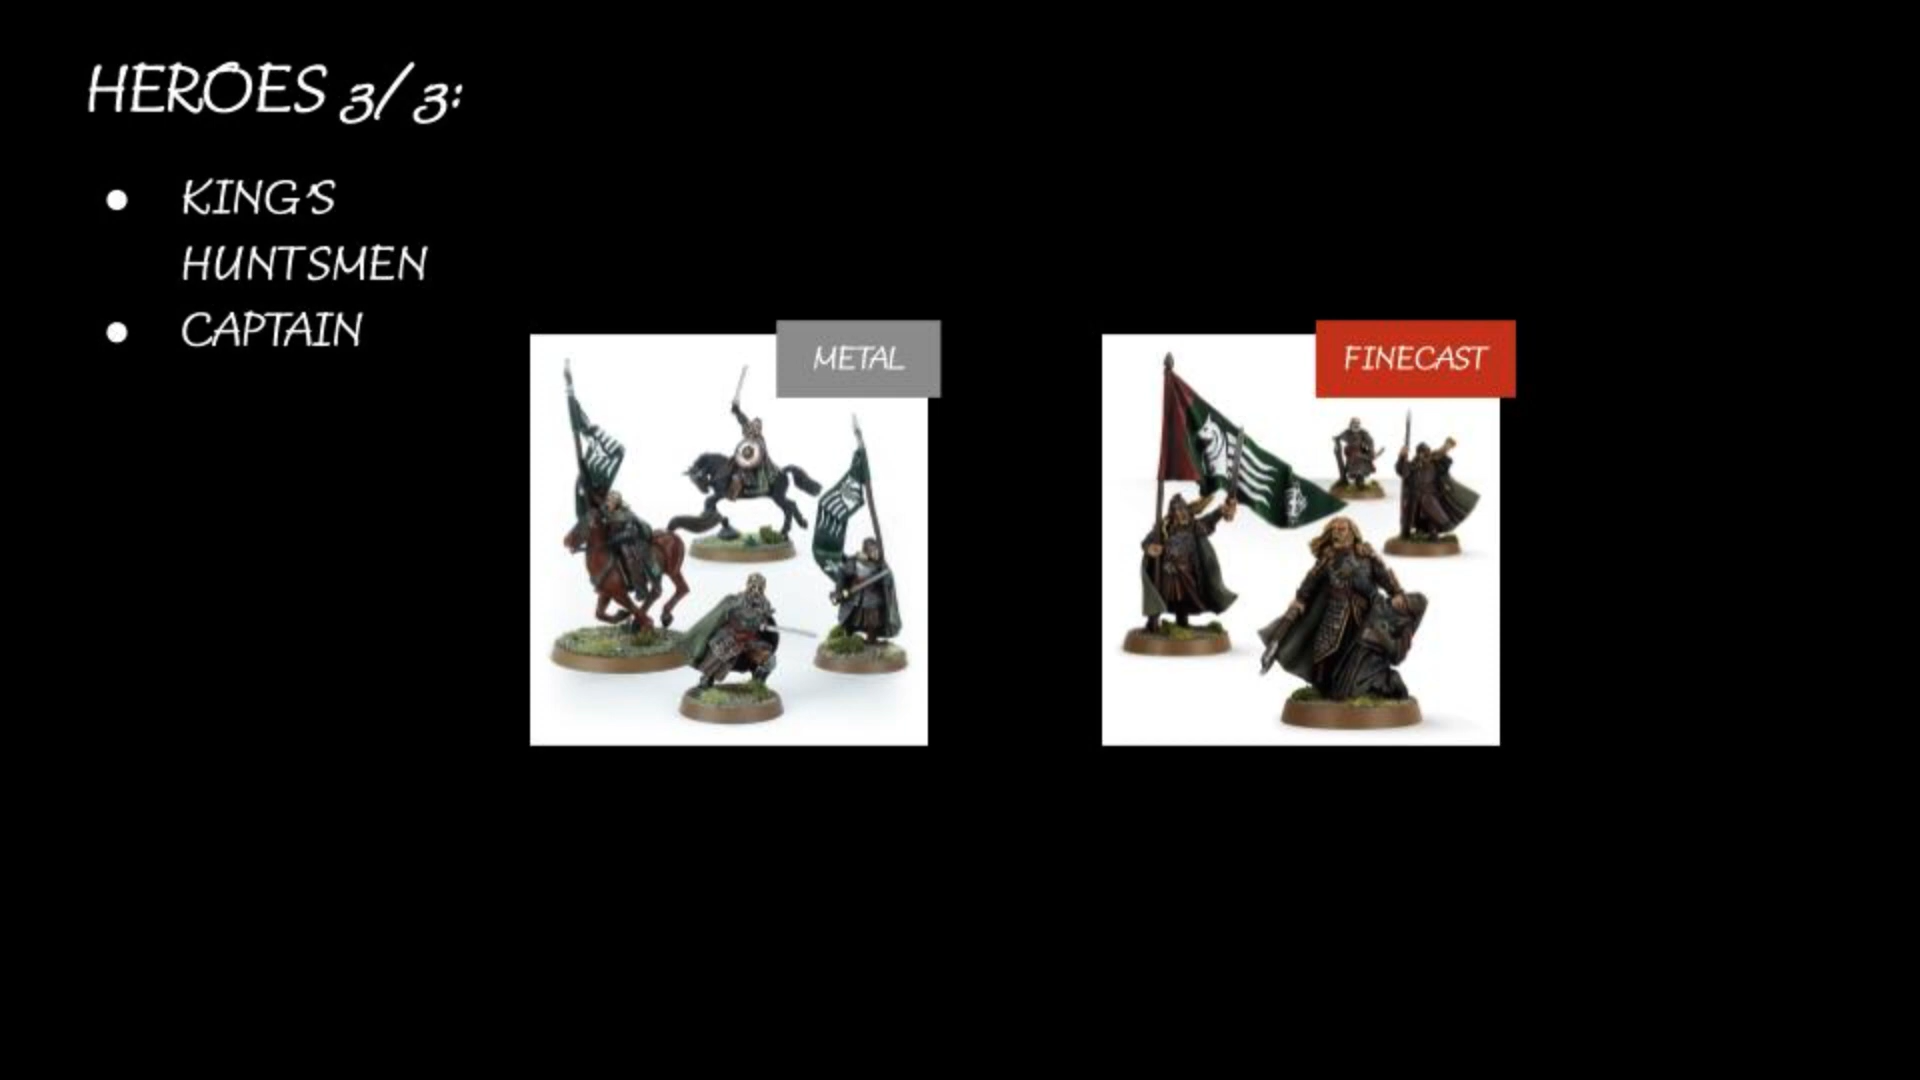 HEROES 3/3:
KING'S
HUNTSMEN
CAPTAIN
METAL
FINECAST